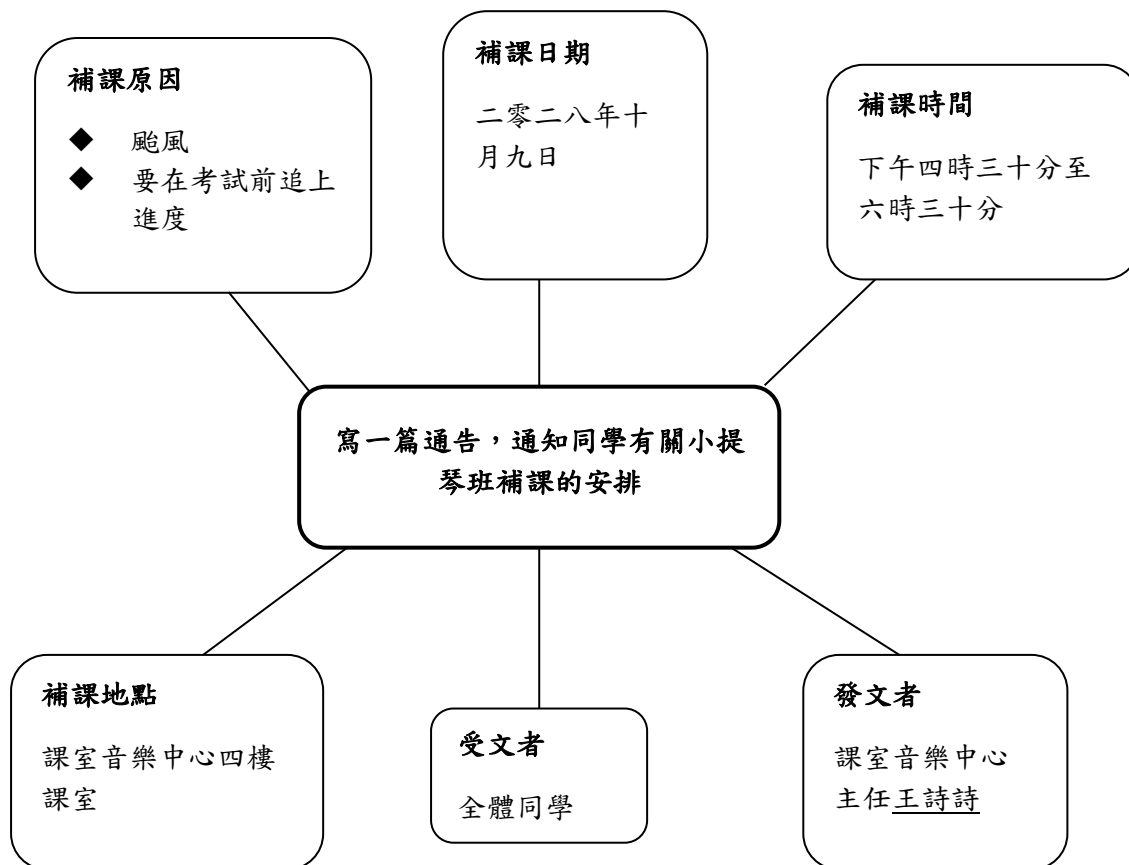 補課原因
◆ 颱風
◆ 要在考試前追上
進度
補課日期
二零二八年十
月九日
補課時間
下午四時三十分至
六時三十分
寫一篇通告，通知同學有關小提
琴班補課的安排
補課地點
課室音樂中心四樓
課室
受文者
全體同學
發文者
課室音樂中心
主任王詩詩